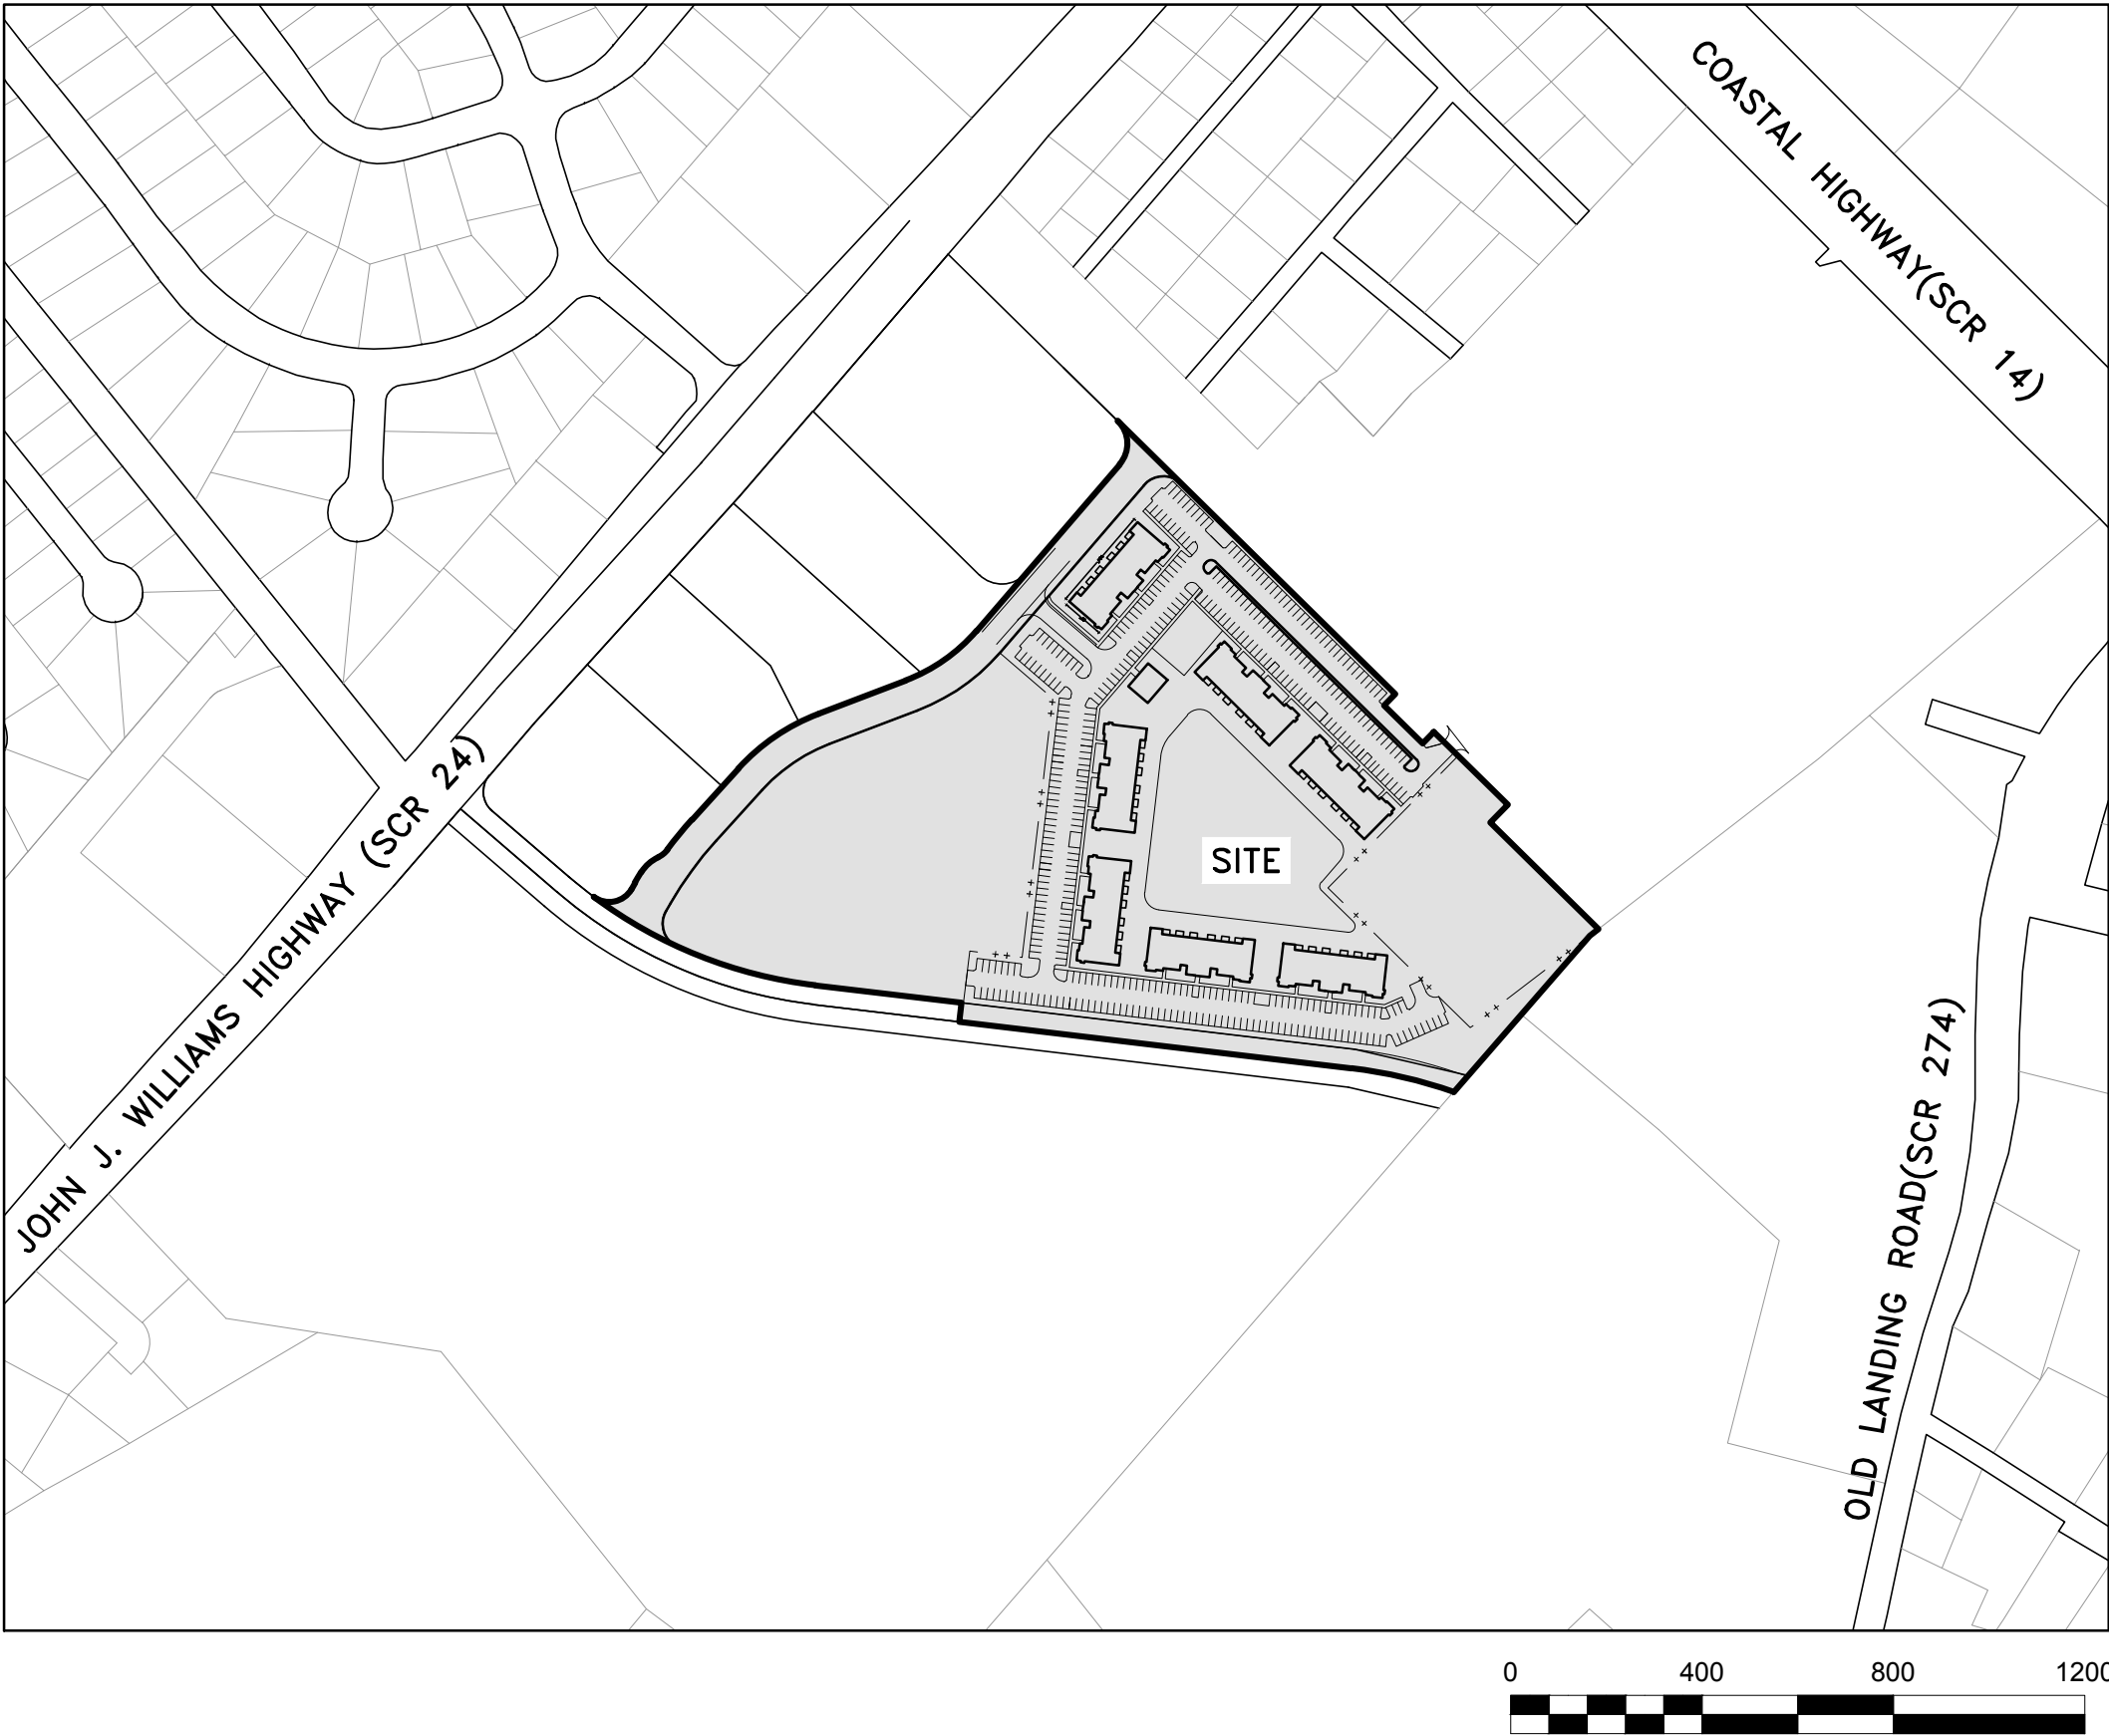 COASTAL HIGHWAY(SCR 14)
JOHN J. WILLIAMS HIGHWAY (SCR 24)
SITE
OLD LANDING ROAD(SCR 274)
0 400 800 1200